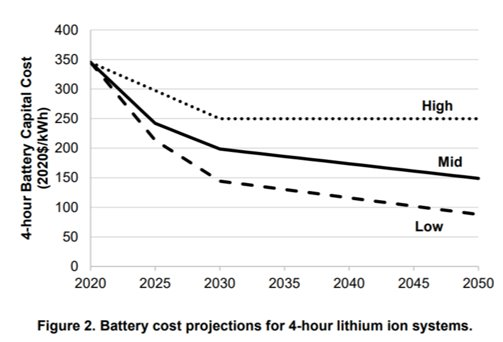 400
350
300
250
200
150
100
50
0
4-hour Battery Capital Cost
(2020$/kWh)
High
Mid
Low
2020 2025 2030 2035 2040 2045 2050
Figure 2. Battery cost projections for 4-hour lithium ion systems.